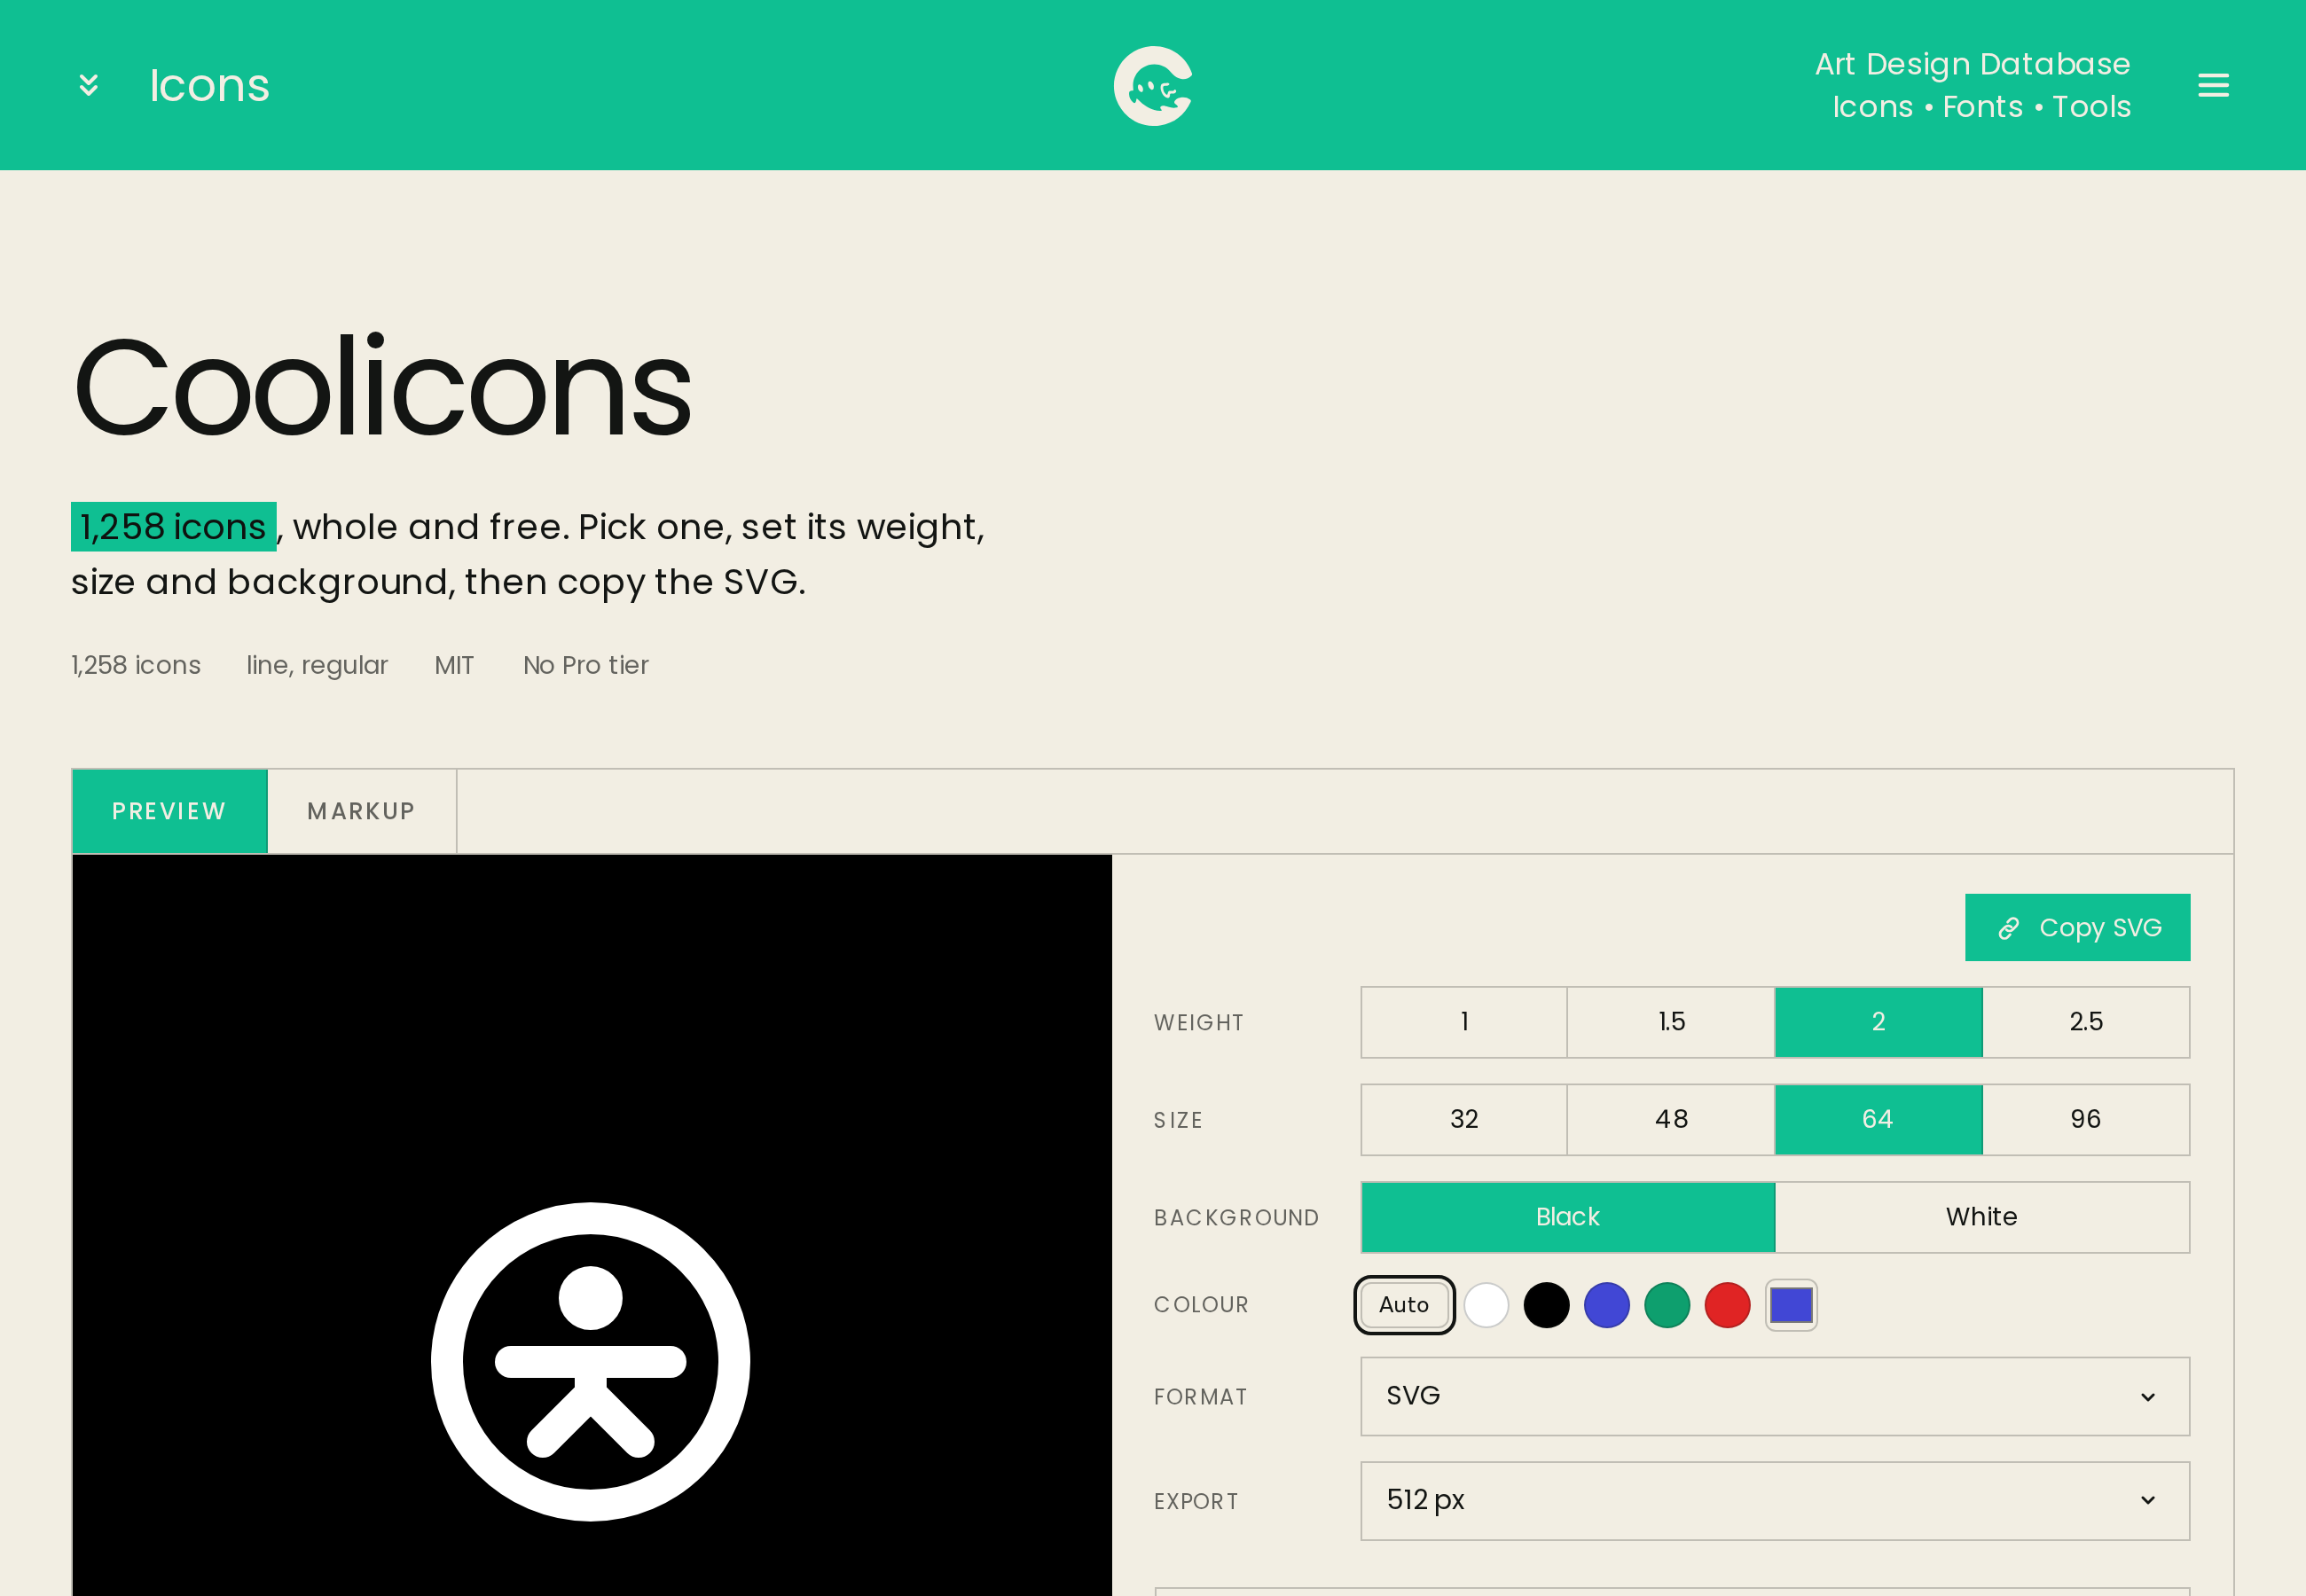 Icons
Art Design Database
Icons • Fonts • Tools
Coolicons
1,258 icons , whole and free. Pick one, set its weight,
size and background, then copy the SVG.
1,258 icons line, regular MIT No Pro tier
PREVIEW MARKUP
Copy SVG
WEIGHT 1 1.5 2 2.5
SIZE 32 48 64 96
BACKGROUND Black White
COLOUR Auto
FORMAT SVG
EXPORT 512 px